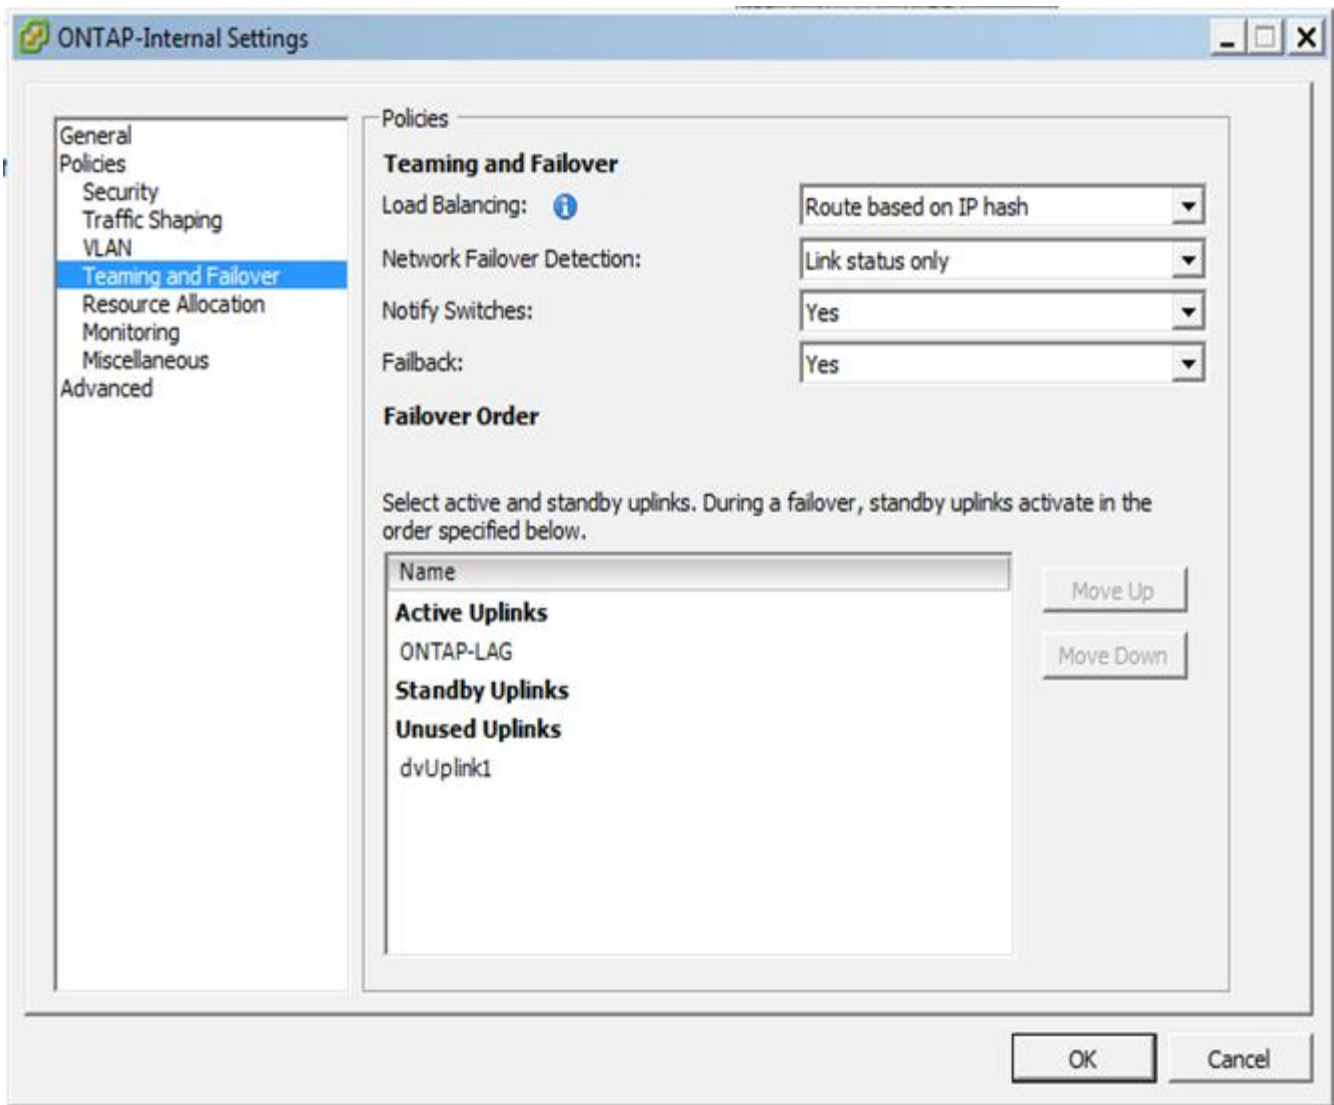 ONTAP-Internal Settings
General
Policies
Security
Traffic Shaping
VLAN
Teaming and Failover
Resource Allocation
Monitoring
Miscellaneous
Advanced
Policies
Teaming and Failover
Load Balancing:
Route based on IP hash
Network Failover Detection:
Link status only
Notify Switches:
Yes
Failback:
Yes
Failover Order
Select active and standby uplinks. During a failover, standby uplinks activate in the
order specified below.
Name
Active Uplinks
ONTAP-LAG
Standby Uplinks
Unused Uplinks
dvUplink1
Move Up
Move Down
OK
Cancel